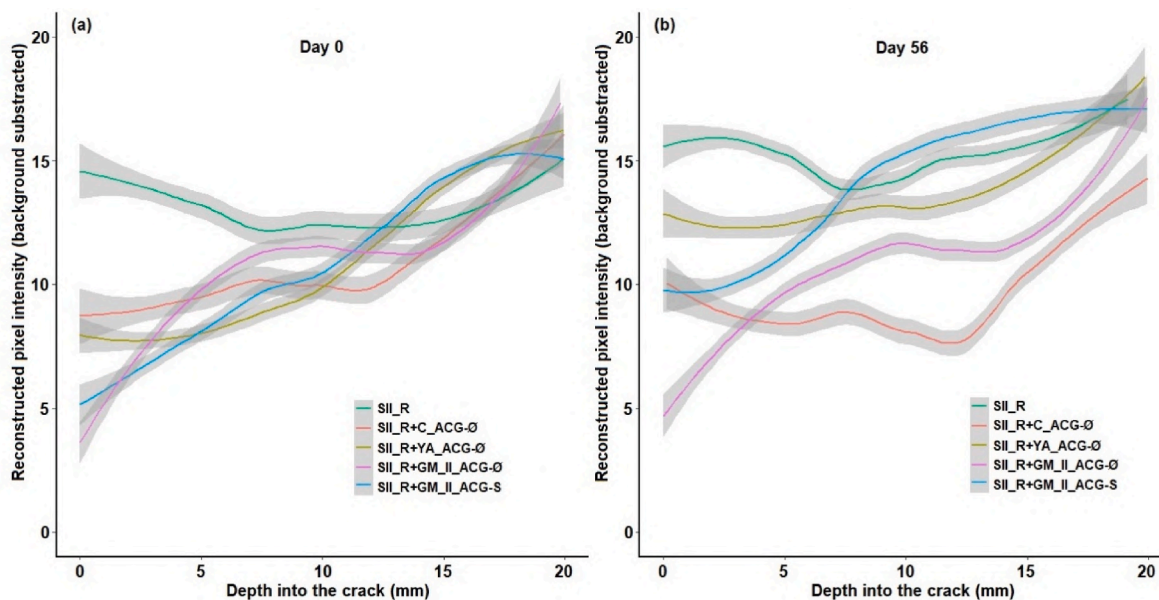 (a)
Day 0
Reconstructed pixel intensity (background substracted)
20
15
10
5
0
SII_R
SII_R+C_ACG-Ø
SII_R+YA_ACG-Ø
SII_R+GM_II_ACG-Ø
SII_R+GM_II_ACG-S
0 5 10 15 20
Depth into the crack (mm)
(b)
Day 56
Reconstructed pixel intensity (background substracted)
20
15
10
5
0
SII_R
SII_R+C_ACG-Ø
SII_R+YA_ACG-Ø
SII_R+GM_II_ACG-Ø
SII_R+GM_II_ACG-S
0 5 10 15 20
Depth into the crack (mm)